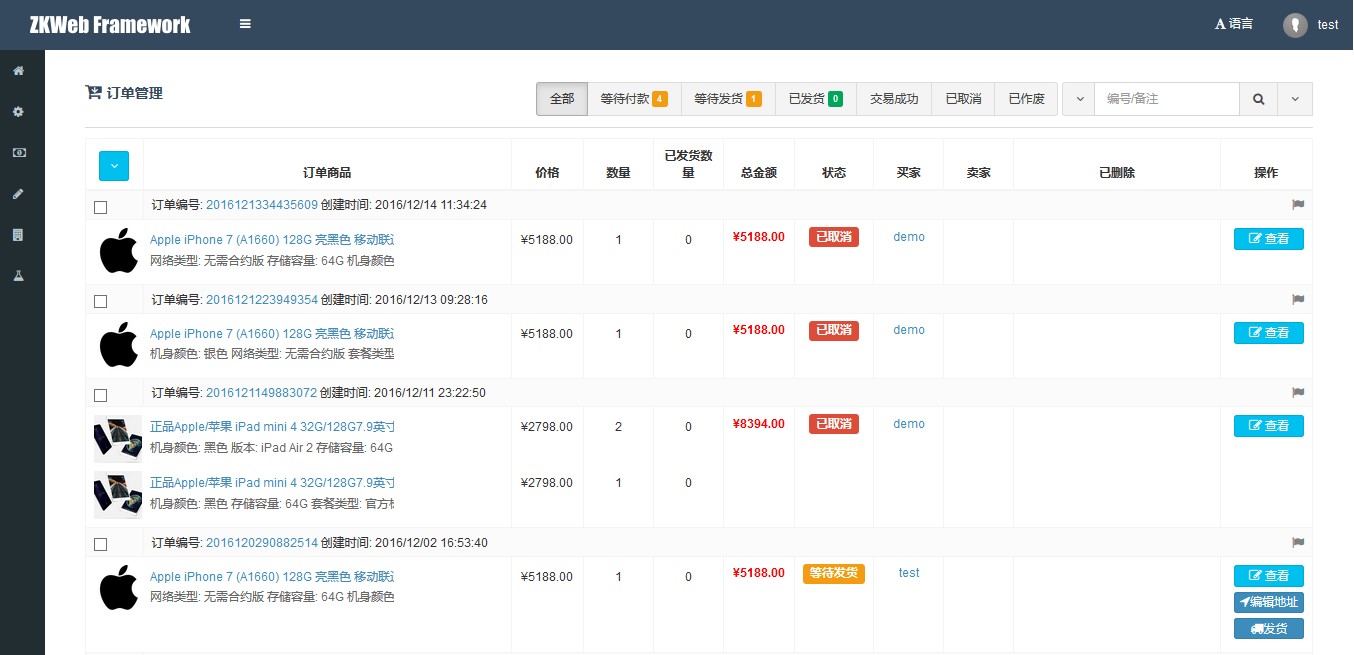 ZKWeb Framework
A 语言 test
订单管理
全部 等待付款 4 等待发货 1 已发货 0 交易成功 已取消 已作废 编号/备注
订单商品 价格 数量 已发货数量 总金额 状态 买家 卖家 已删除 操作
订单编号: 2016121334435609 创建时间: 2016/12/14 11:34:24
Apple iPhone 7 (A1660) 128G 亮黑色 移动联 ¥5188.00 1 0 ¥5188.00 已取消 demo 查看
网络类型: 无需合约版 存储容量: 64G 机身颜色
订单编号: 2016121223949354 创建时间: 2016/12/13 09:28:16
Apple iPhone 7 (A1660) 128G 亮黑色 移动联 ¥5188.00 1 0 ¥5188.00 已取消 demo 查看
机身颜色: 银色 网络类型: 无需合约版 套餐类型
订单编号: 2016121149883072 创建时间: 2016/12/11 23:22:50
正品Apple/苹果 iPad mini 4 32G/128G7.9英寸 ¥2798.00 2 0 ¥8394.00 已取消 demo 查看
机身颜色: 黑色 版本: iPad Air 2 存储容量: 64G
正品Apple/苹果 iPad mini 4 32G/128G7.9英寸 ¥2798.00 1 0
机身颜色: 黑色 存储容量: 64G 套餐类型: 官方
订单编号: 2016120290882514 创建时间: 2016/12/02 16:53:40
Apple iPhone 7 (A1660) 128G 亮黑色 移动联 ¥5188.00 1 0 ¥5188.00 等待发货 test 查看
网络类型: 无需合约版 存储容量: 64G 机身颜色
编辑地址
发货